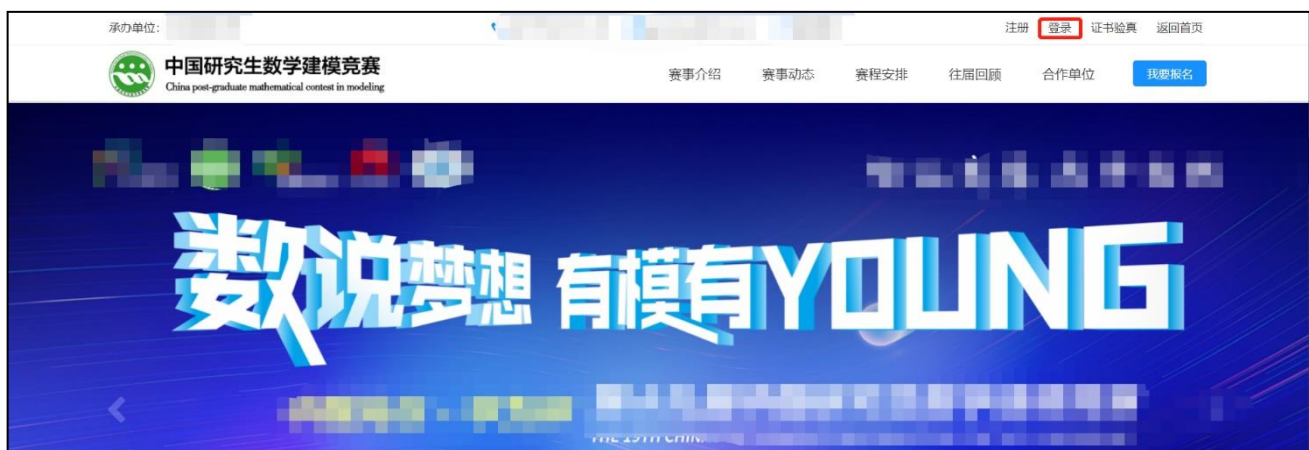 承办单位:
注册 登录 证书验真 返回首页
中国研究生数学建模竞赛
China post-graduate mathematical contest in modeling
赛事介绍 赛事动态 赛程安排 往届回顾 合作单位 我要报名
数说梦想 有模有YOUNG
THE 19TH CHINA